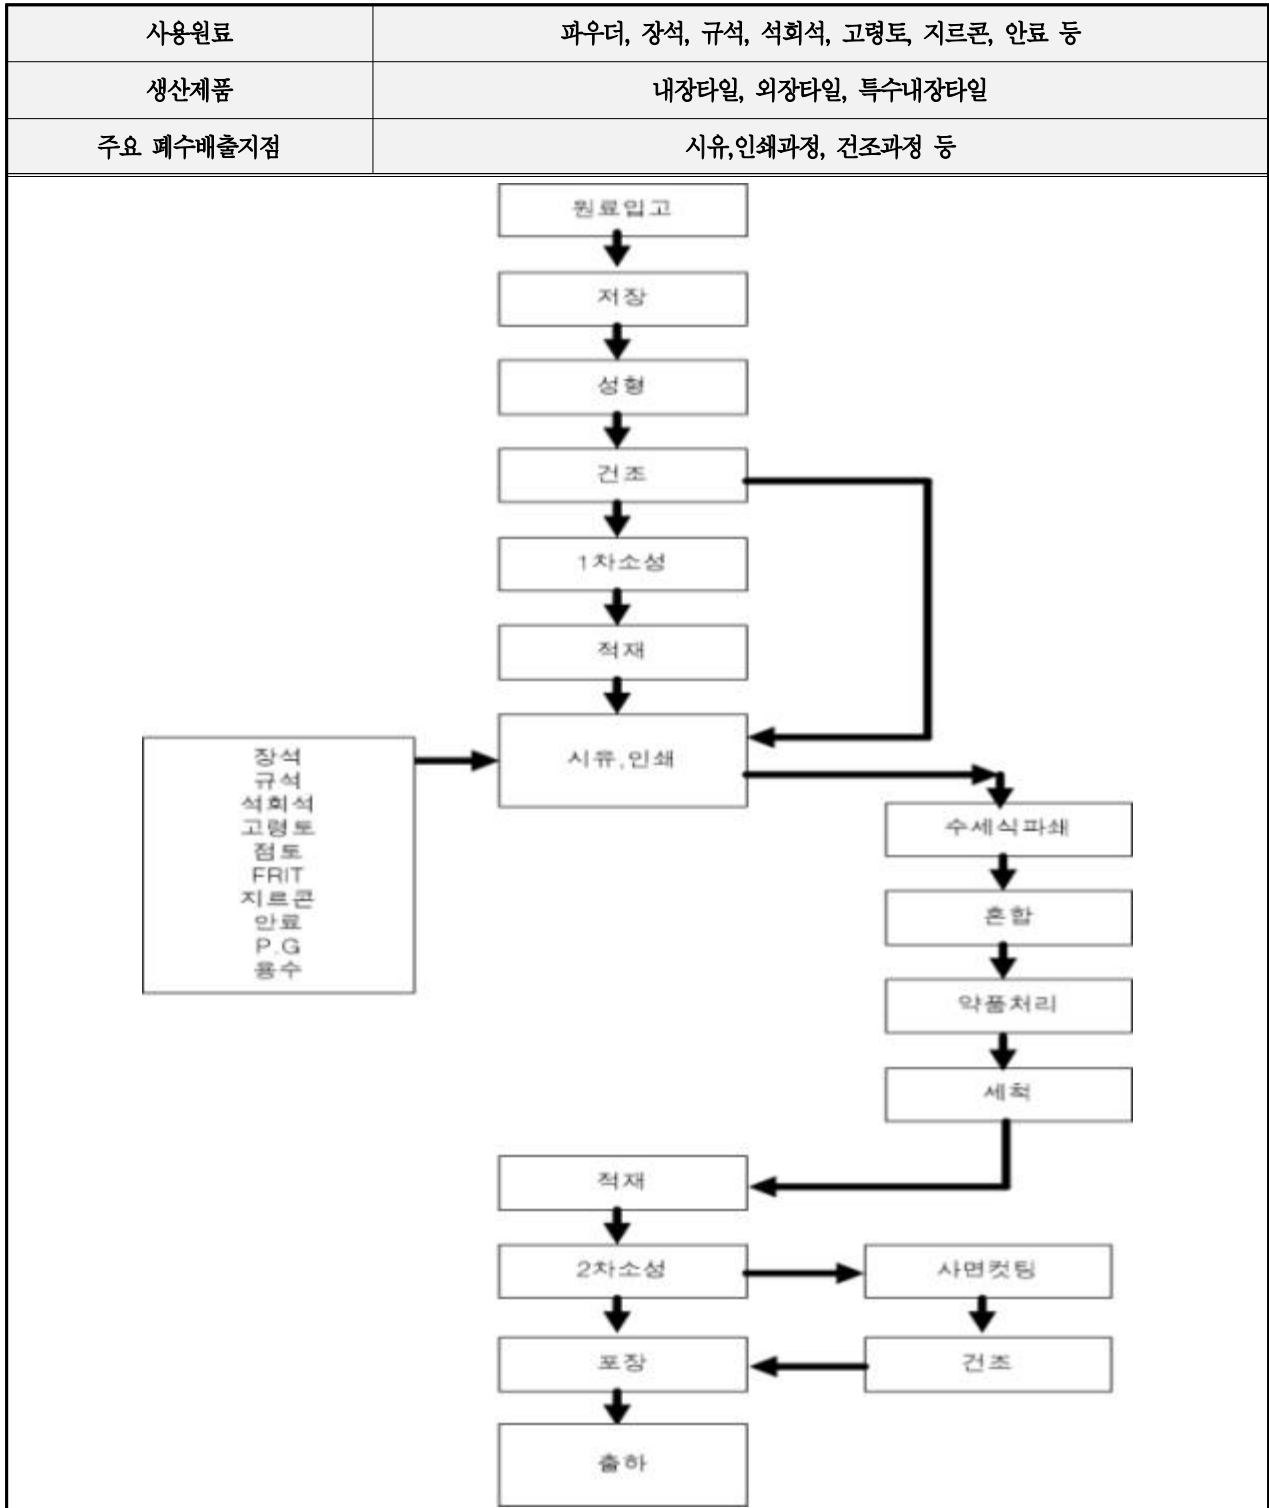 사용원료
파우더, 장석, 규석, 석회석, 고령토, 지르콘, 안료 등
생산제품
내장타일, 외장타일, 특수내장타일
주요 폐수배출지점
시유,인쇄과정, 건조과정 등
원료입고
저장
성형
건조
1차소성
적재
시유,인쇄
장석
규석
석회석
고령토
점토
FRIT
지르콘
안료
P.G
용수
수세식파쇄
혼합
약품처리
세척
적재
2차소성
사면컷팅
포장
건조
출하